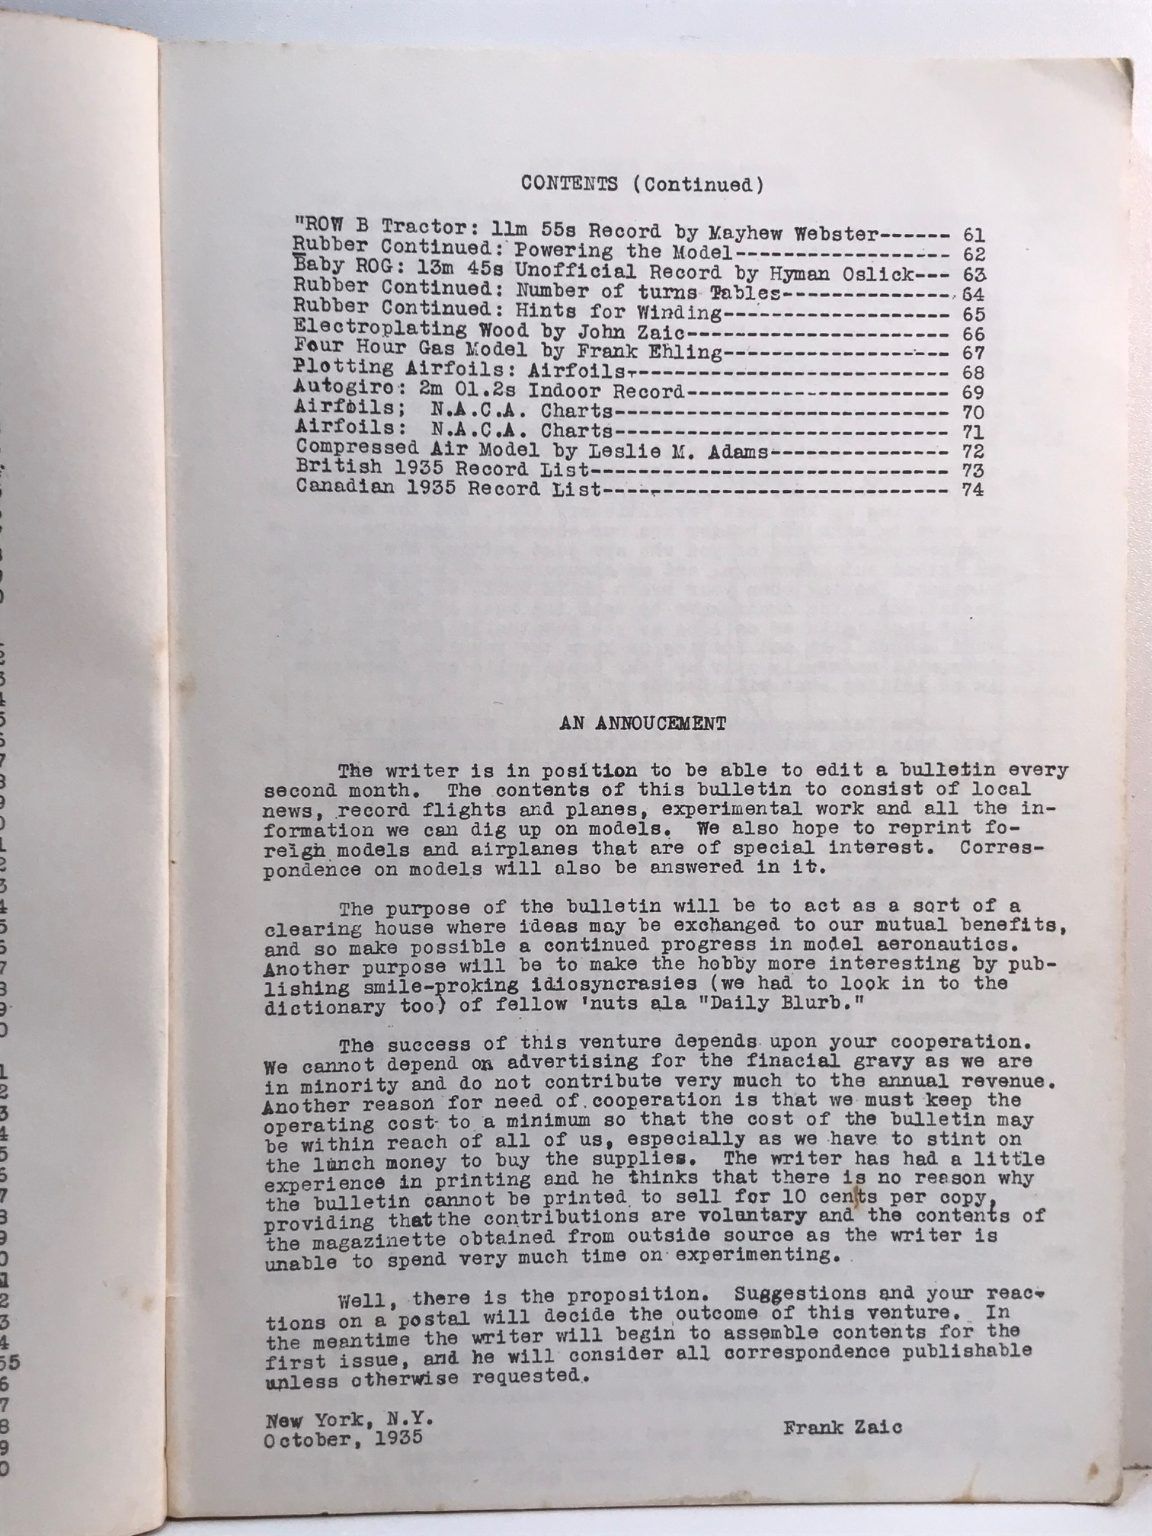 CONTENTS (Continued)
"ROW B Tractor: 11m 55s Record by Mayhew Webster------ 61
Rubber Continued: Powering the Model------------------ 62
Baby ROG: 13m 45s Unofficial Record by Hyman Oslick--- 63
Rubber Continued: Number of turns Tables-------------- 64
Rubber Continued: Hints for Winding------------------- 65
Electroplating Wood by John Zaic---------------------- 66
Four Hour Gas Model by Frank Ehling------------------- 67
Plotting Airfoils: Airfoils--------------------------- 68
Autogiro: 2m 01.2s Indoor Record---------------------- 69
Airfoils; N.A.C.A. Charts---------------------------- 70
Airfoils: N.A.C.A. Charts---------------------------- 71
Compressed Air Model by Leslie M. Adams--------------- 72
British 1935 Record List------------------------------ 73
Canadian 1935 Record List----------------------------- 74
AN ANNOUCEMENT
The writer is in position to be able to edit a bulletin every
second month. The contents of this bulletin to consist of local
news, record flights and planes, experimental work and all the in-
formation we can dig up on models. We also hope to reprint fo-
reign models and airplanes that are of special interest. Corres-
pondence on models will also be answered in it.
The purpose of the bulletin will be to act as a sort of a
clearing house where ideas may be exchanged to our mutual benefits,
and so make possible a continued progress in model aeronautics.
Another purpose will be to make the hobby more interesting by pub-
lishing smile-proking idiosyncrasies (we had to look in to the
dictionary too) of fellow 'nuts ala "Daily Blurb."
The success of this venture depends upon your cooperation.
We cannot depend on advertising for the finacial gravy as we are
in minority and do not contribute very much to the annual revenue.
Another reason for need of cooperation is that we must keep the
operating cost to a minimum so that the cost of the bulletin may
be within reach of all of us, especially as we have to stint on
the lunch money to buy the supplies. The writer has had a little
experience in printing and he thinks that there is no reason why
the bulletin cannot be printed to sell for 10 cents per copy,
providing that the contributions are voluntary and the contents of
the magazinette obtained from outside source as the writer is
unable to spend very much time on experimenting.
Well, there is the proposition. Suggestions and your reac-
tions on a postal will decide the outcome of this venture. In
the meantime the writer will begin to assemble contents for the
first issue, and he will consider all correspondence publishable
unless otherwise requested.
New York, N.Y.
October, 1935
Frank Zaic